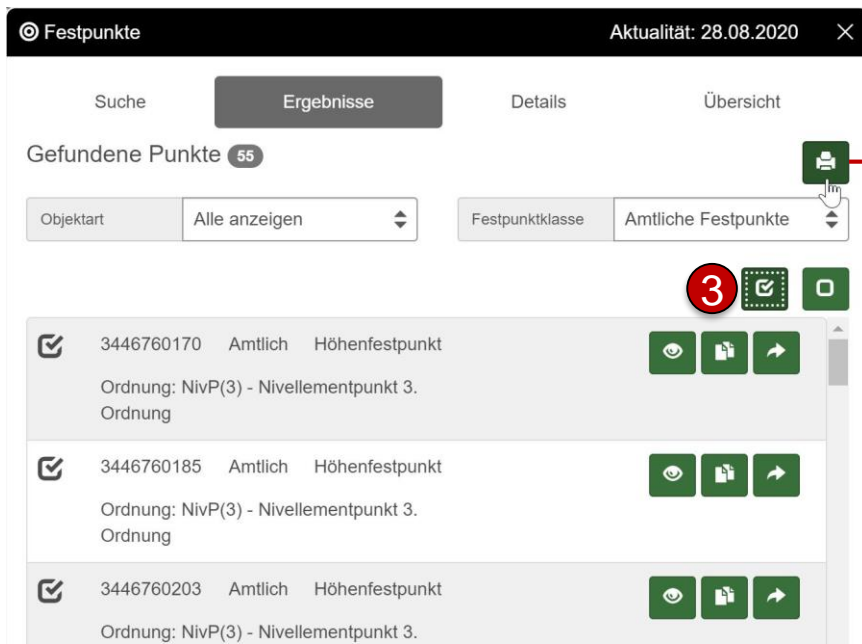 Festpunkte Aktualität: 28.08.2020
Suche Ergebnisse Details Übersicht
Gefundene Punkte 55
Objektart Alle anzeigen Festpunktklasse Amtliche Festpunkte
3
3446760170 Amtlich Höhenfestpunkt
Ordnung: NivP(3) - Nivellementpunkt 3.
Ordnung
3446760185 Amtlich Höhenfestpunkt
Ordnung: NivP(3) - Nivellementpunkt 3.
Ordnung
3446760203 Amtlich Höhenfestpunkt
Ordnung: NivP(3) - Nivellementpunkt 3.